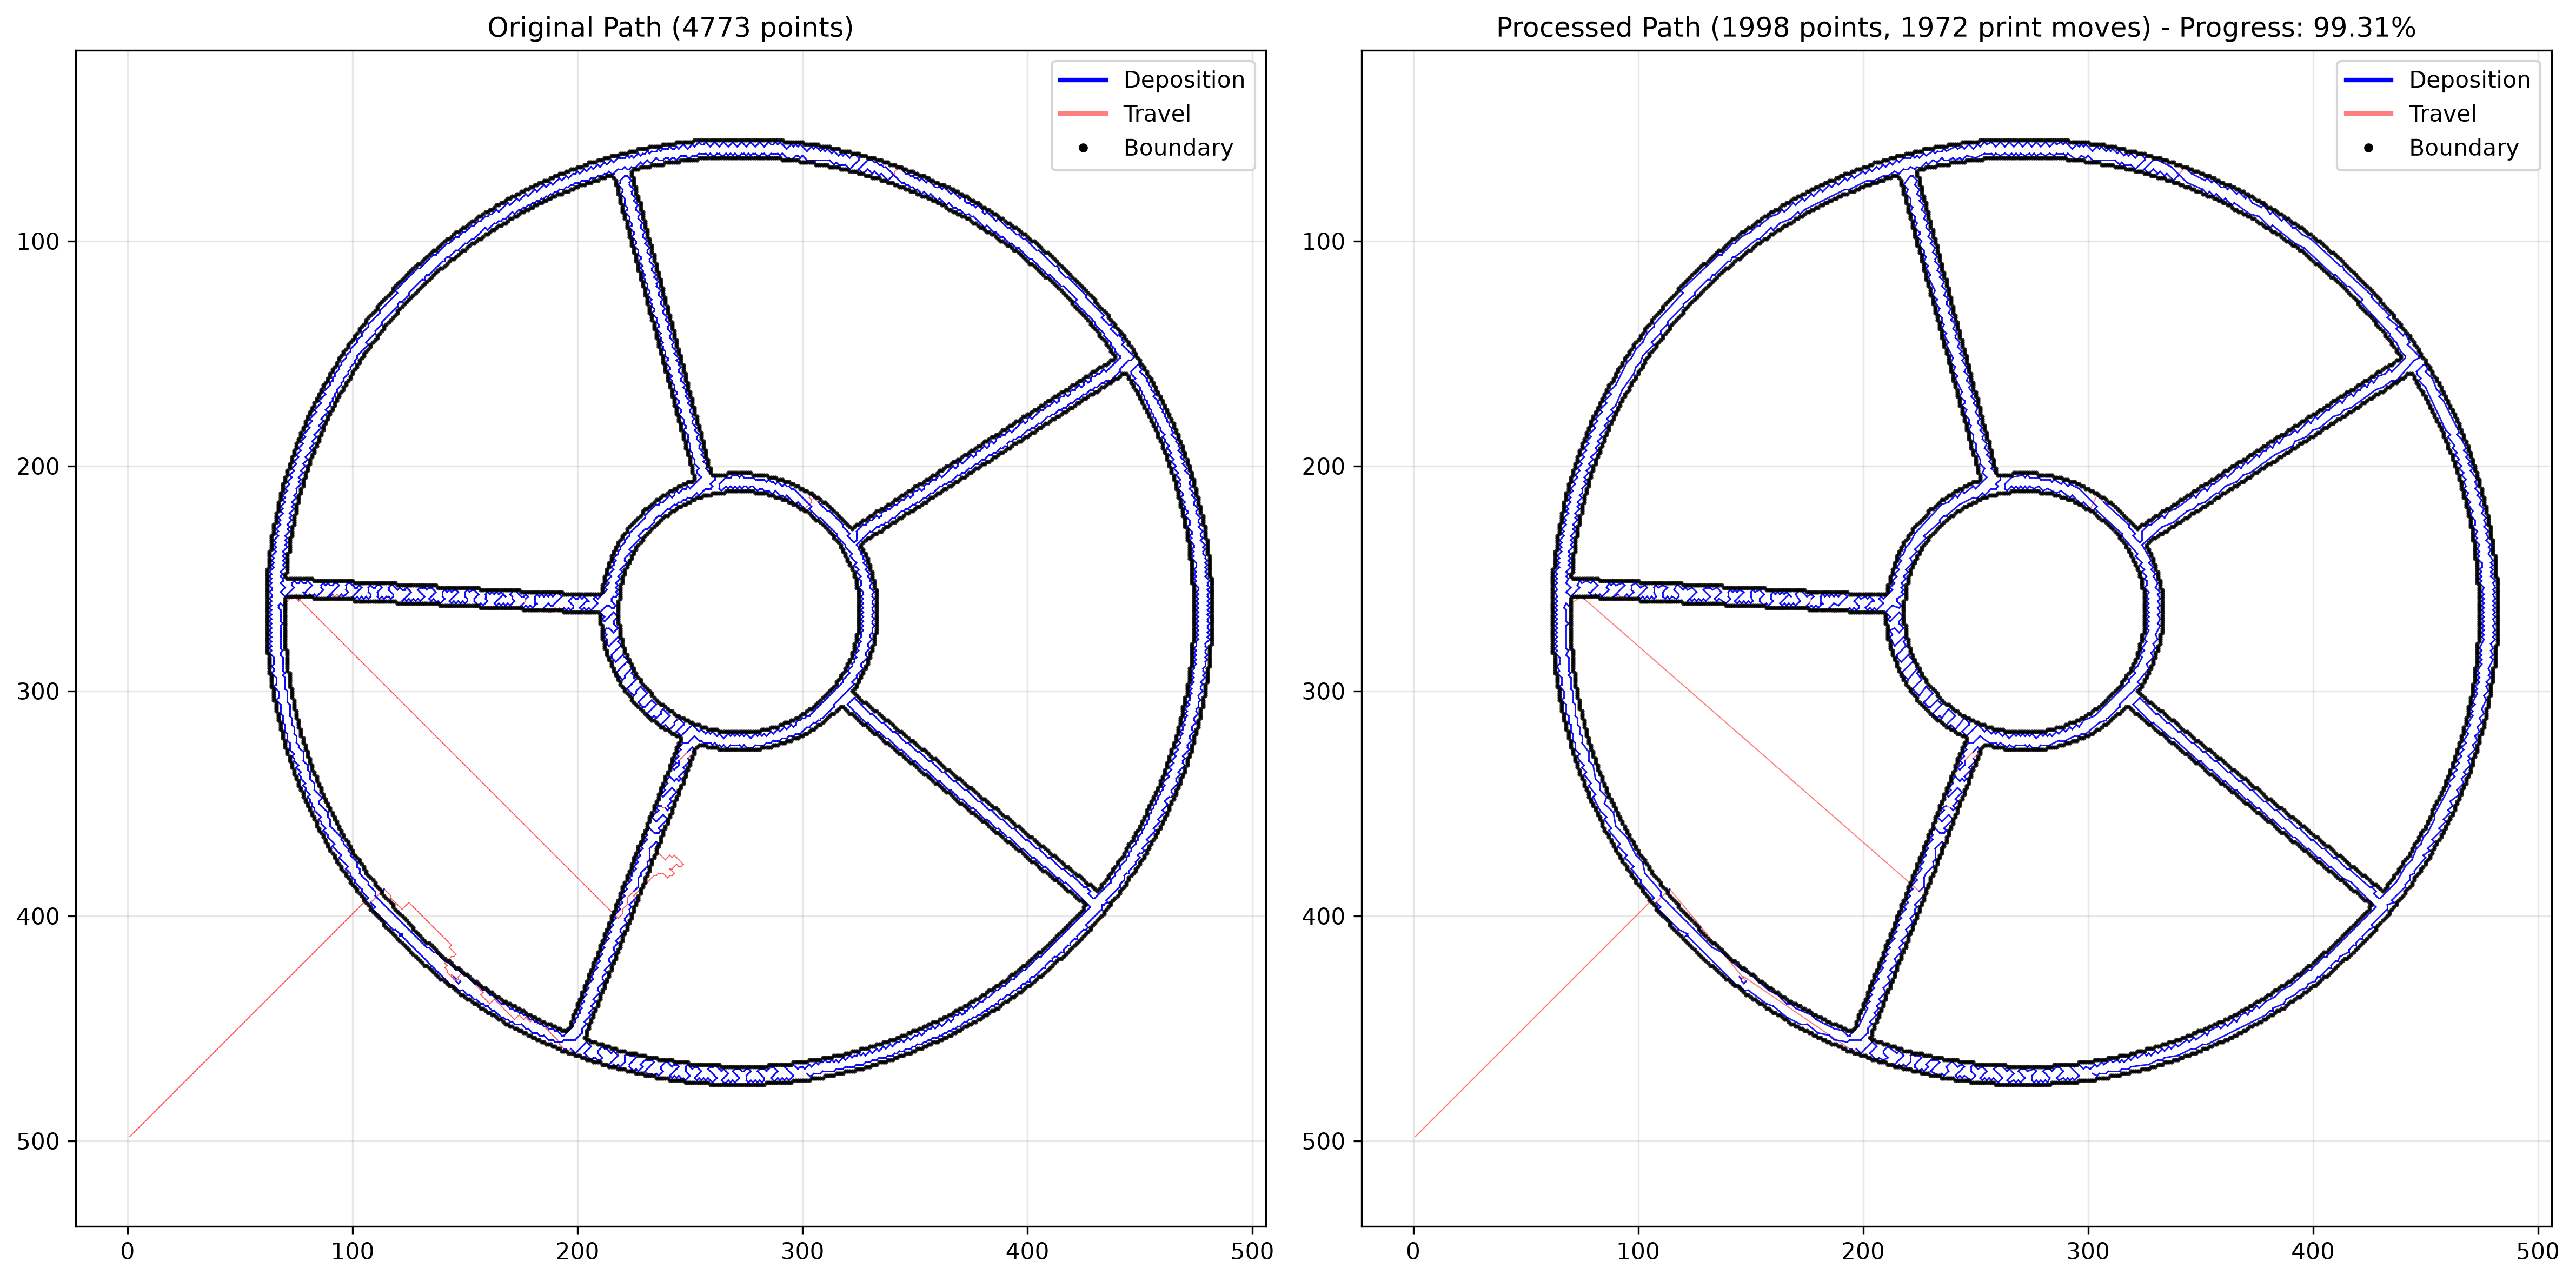 Original Path (4773 points)
Deposition
Travel
Boundary
100
200
300
400
500
0 100 200 300 400 500
Processed Path (1998 points, 1972 print moves) - Progress: 99.31%
Deposition
Travel
Boundary
100
200
300
400
500
0 100 200 300 400 500